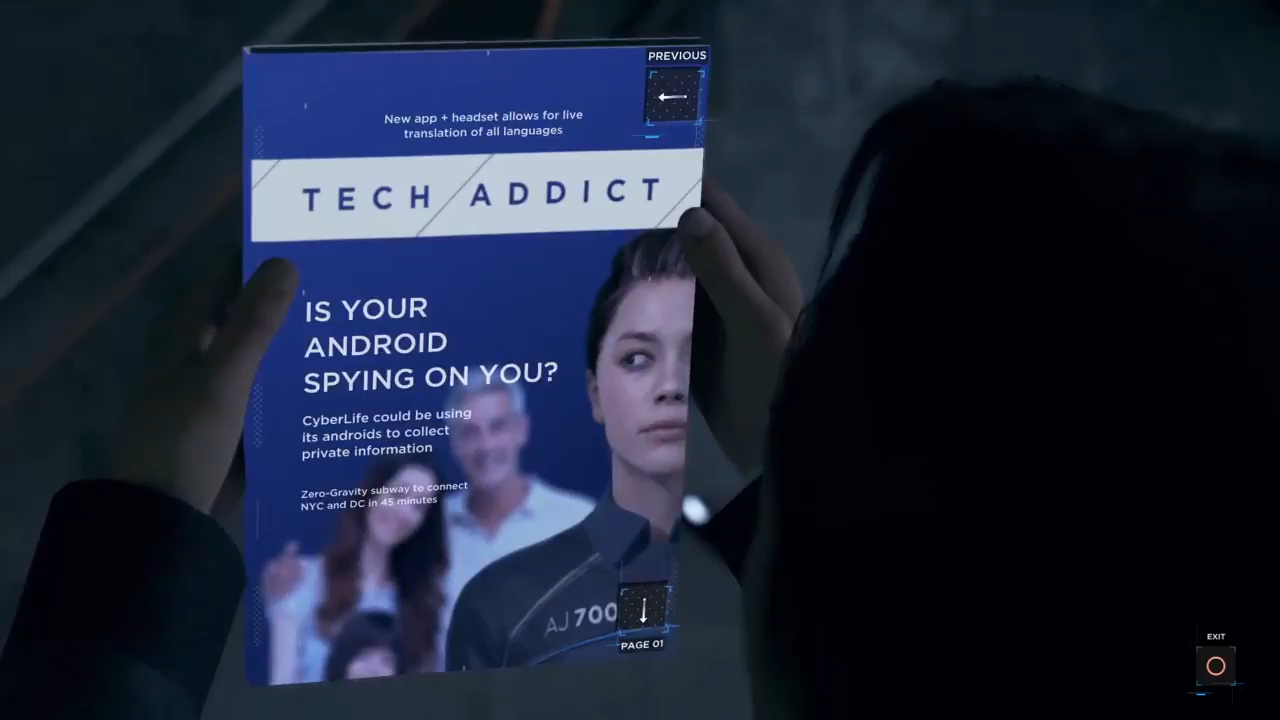 PREVIOUS
New app + headset allows for live
translation of all languages
TECH ADDICT
IS YOUR
ANDROID
SPYING ON YOU?
CyberLife could be using
its androids to collect
private information
Zero-Gravity subway to connect
NYC and DC in 45 minutes
AJ 700
PAGE 01
EXIT